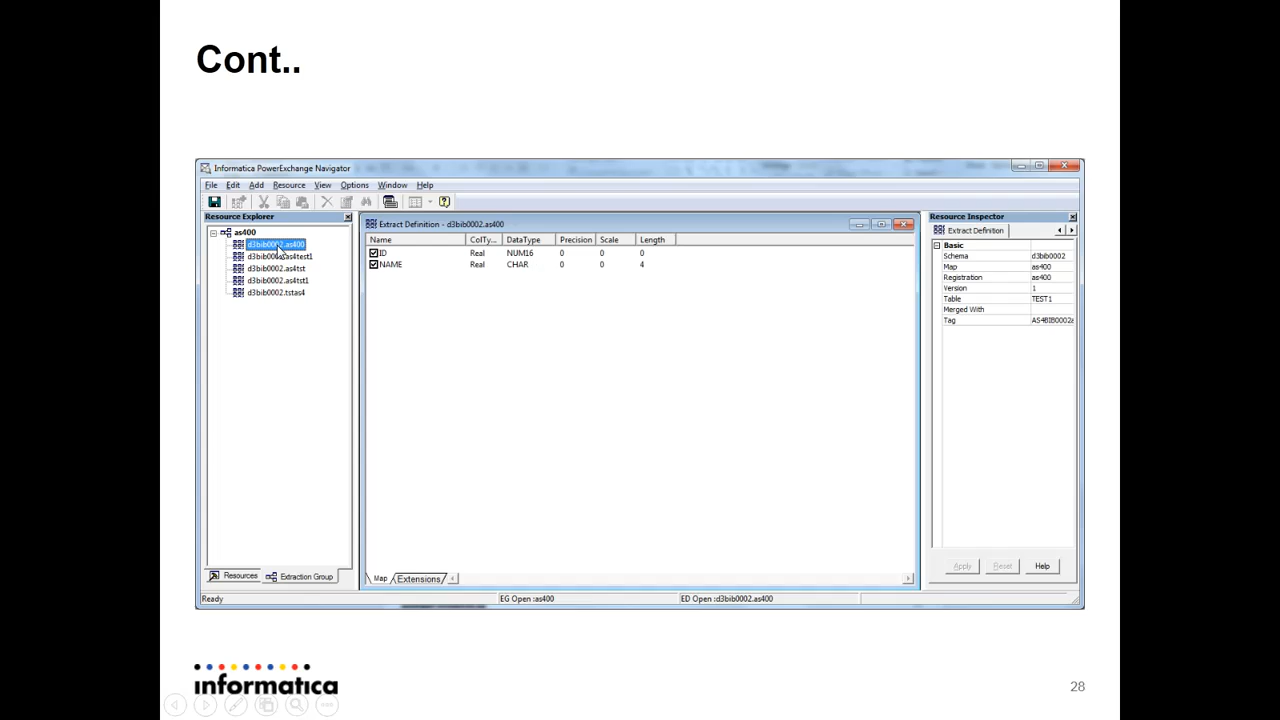 Cont..
Informatica PowerExchange Navigator
File Edit Add Resource View Options Window Help
Resource Explorer
as400
d3bib0002.as400
d3bib0002.as4test1
d3bib0002.as4tst
d3bib0002.as4tst1
d3bib0002.tstas4
Resources Extraction Group
Extract Definition - d3bib0002.as400
Name ColTy... DataType Precision Scale Length
ID Real NUM16 0 0 0
NAME Real CHAR 0 0 4
Map Extensions
Resource Inspector
Extract Definition
Basic
Schema d3bib0002
Map as400
Registration as400
Version 1
Table TEST1
Merged With
Tag AS4BIB0002a
Apply Reset Help
Ready EG Open :as400 ED Open :d3bib0002.as400
informatica
28